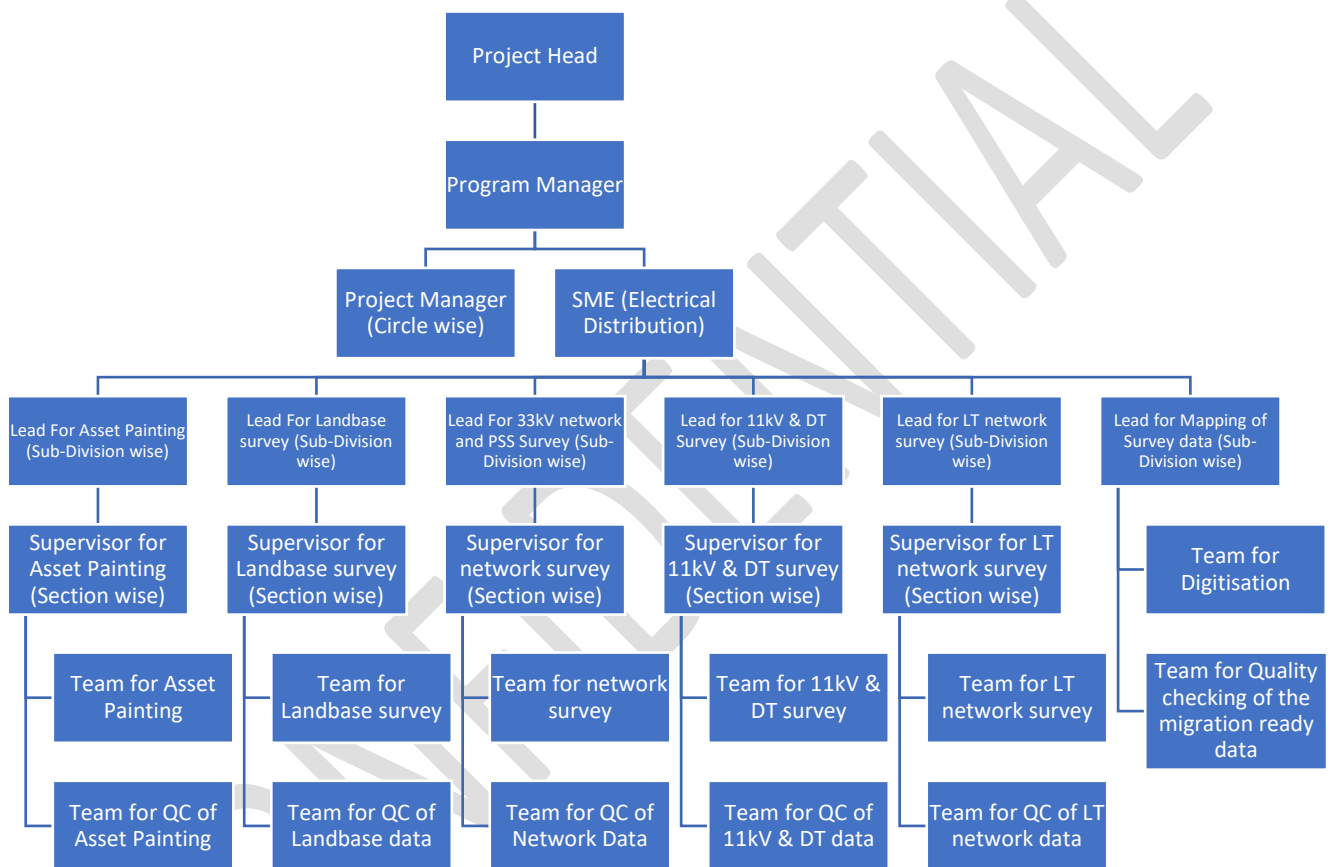 Project Head
Program Manager
Project Manager
(Circle wise)
SME (Electrical
Distribution)
Lead For Asset Painting
(Sub-Division wise)
Lead For Landbase
survey (Sub-Division
wise)
Lead For 33kV network
and PSS Survey (Sub-
Division wise)
Lead for 11kV & DT
Survey (Sub-Division
wise)
Lead for LT network
survey (Sub-Division
wise)
Lead for Mapping of
Survey data (Sub-
Division wise)
Supervisor for
Asset Painting
(Section wise)
Supervisor for
Landbase survey
(Section wise)
Supervisor for
network survey
(Section wise)
Supervisor for
11kV & DT survey
(Section wise)
Supervisor for LT
network survey
(Section wise)
Team for
Digitisation
Team for Asset
Painting
Team for
Landbase survey
Team for network
survey
Team for 11kV &
DT survey
Team for LT
network survey
Team for Quality
checking of the
migration ready
data
Team for QC of
Asset Painting
Team for QC of
Landbase data
Team for QC of
Network Data
Team for QC of
11kV & DT data
Team for QC of LT
network data